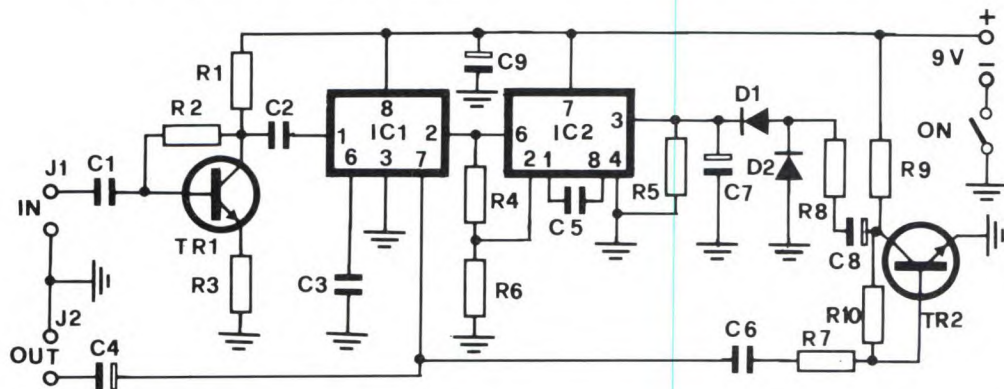 +
9V
−
ON
R1
R2
C2
C9
J1
C1
IN
TR1
R3
J2
OUT
C4
8
1 IC1 2
6 3 7
C3
R4
R6
7
6 IC2 3
2 1 8 4
C5
R5
C7
D1
D2
R8
C8
R9
R10
TR2
C6
R7